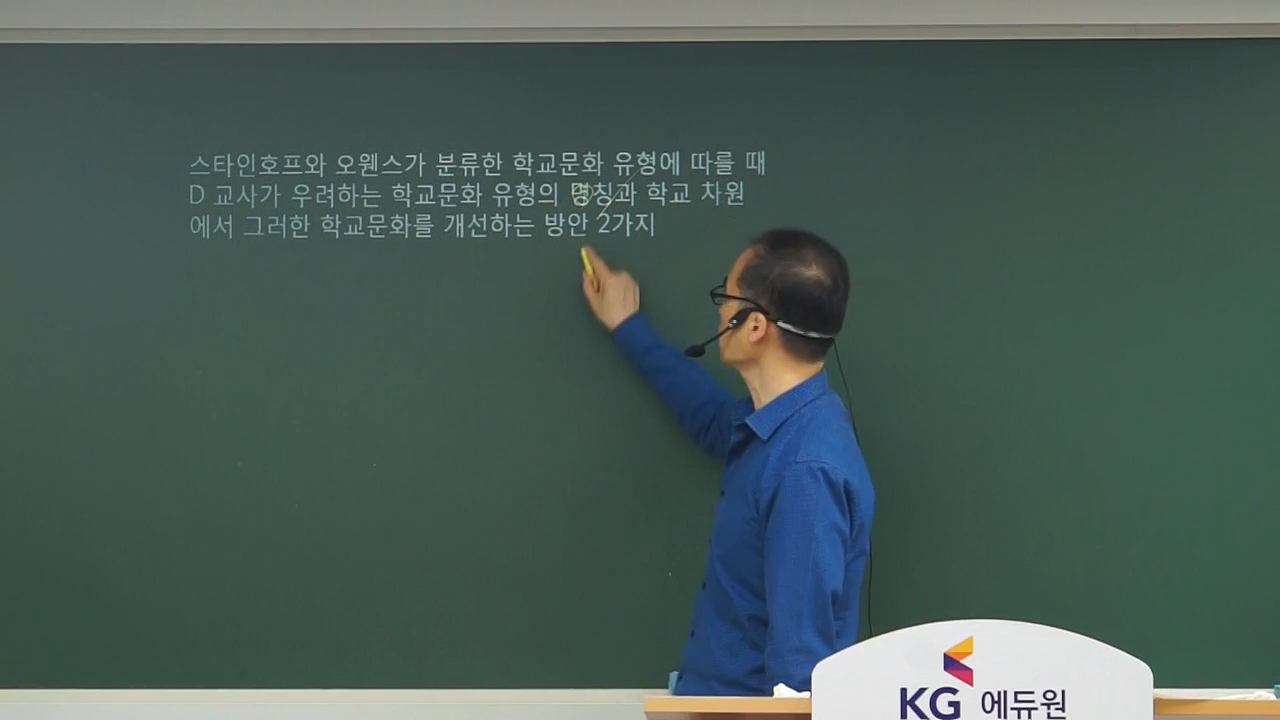 스타인호프와 오웬스가 분류한 학교문화 유형에 따를 때
D 교사가 우려하는 학교문화 유형의 명칭과 학교 차원
에서 그러한 학교문화를 개선하는 방안 2가지
KG 에듀원